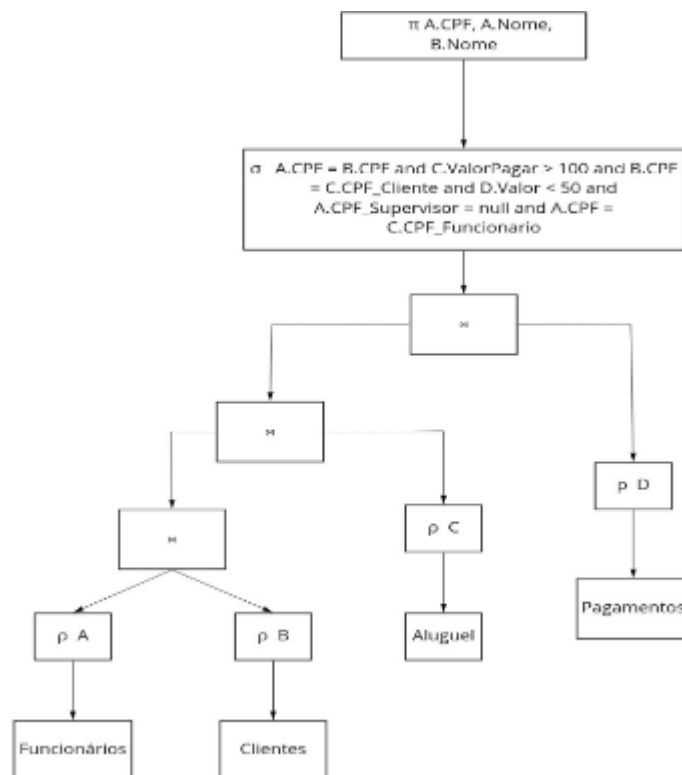 π A.CPF, A.Nome,
B.Nome
σ A.CPF = B.CPF and C.ValorPagar > 100 and B.CPF
= C.CPF_Cliente and D.Valor < 50 and
A.CPF_Supervisor = null and A.CPF =
C.CPF_Funcionario
⋈
⋈
p D
ρ C
⋈
Pagamentos
ρ A
ρ B
Aluguel
Funcionários
Clientes